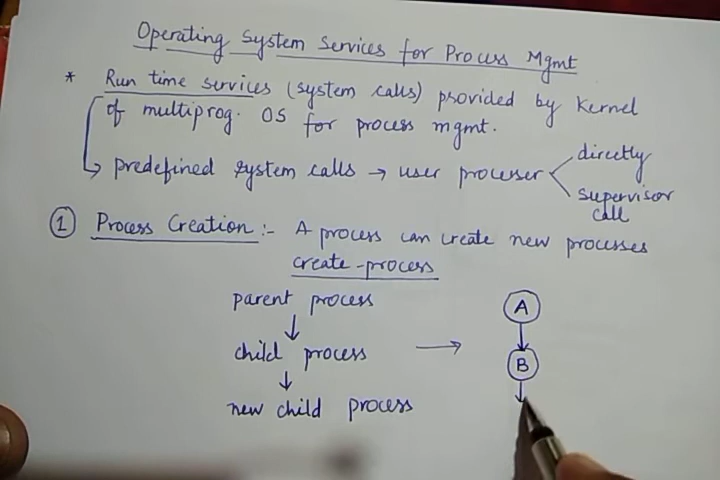 Operating System Services for Process Mgmt
* Run time services (system calls) provided by Kernel
of multiprog. OS for process mgmt.
predefined system calls → user processer
directly
supervisor
call
① Process Creation :- A process can create new processes
create-process
parent process
↓
child process → A
↓
new child process
B